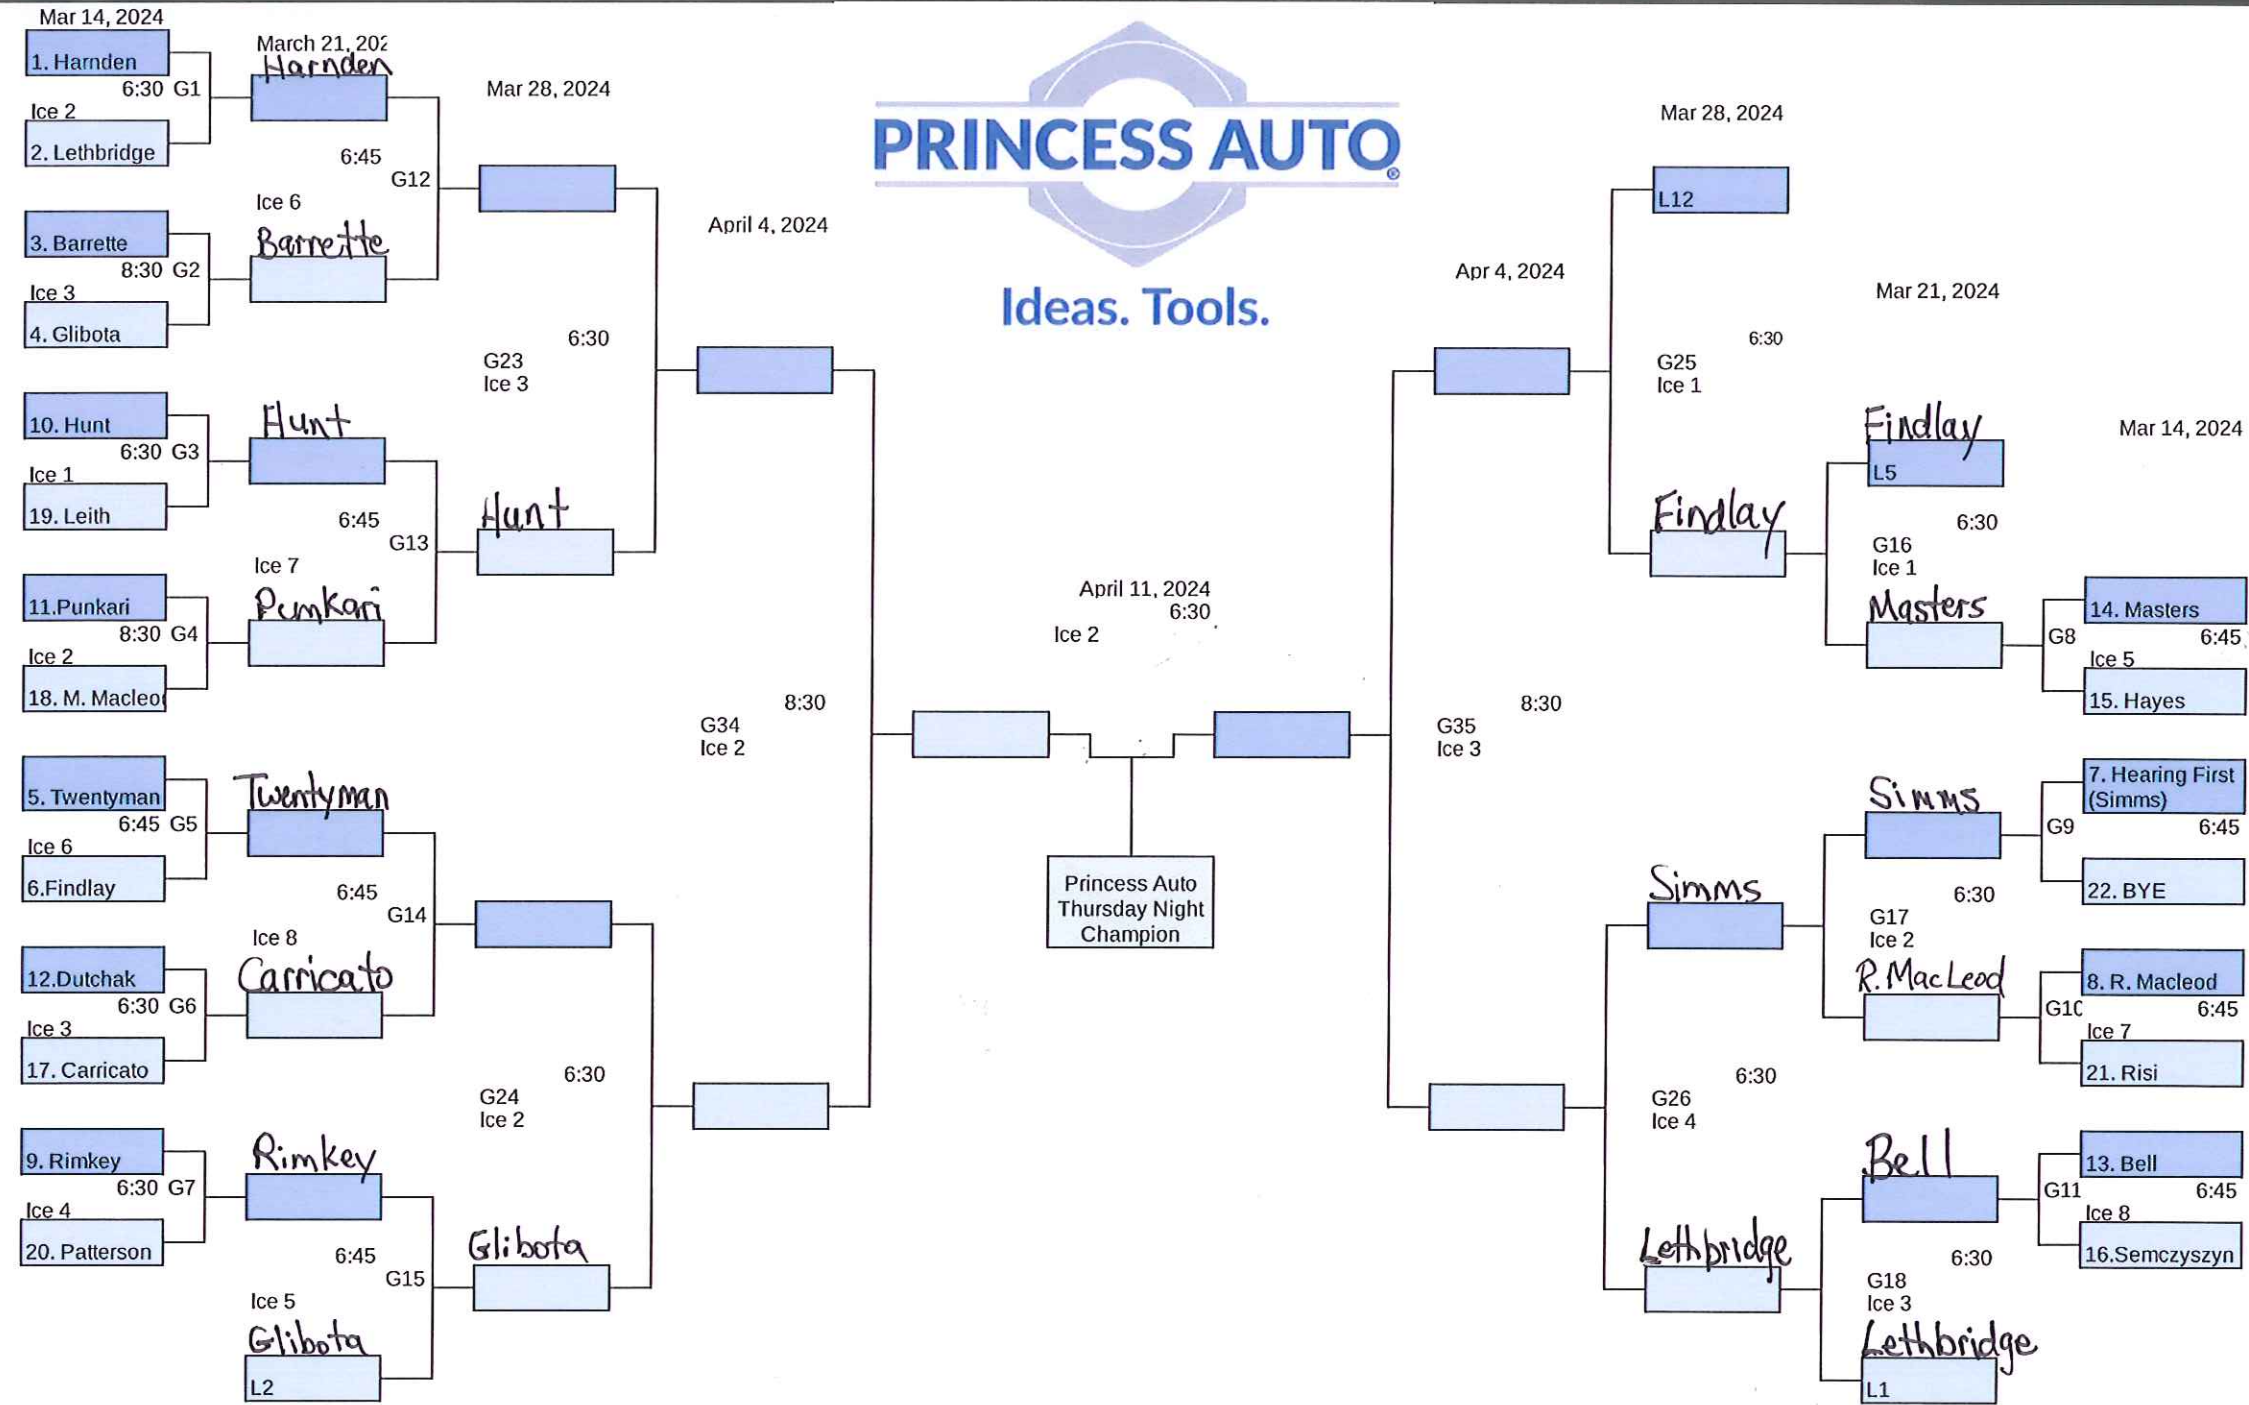 Mar 14, 2024
1. Harnden
6:30 G1
Ice 2
2. Lethbridge
3. Barrette
8:30 G2
Ice 3
4. Glibota
10. Hunt
6:30 G3
Ice 1
19. Leith
11.Punkari
8:30 G4
Ice 2
18. M. Macleo
5. Twentyman
6:45 G5
Ice 6
6.Findlay
12.Dutchak
6:30 G6
Ice 3
17. Carricato
9. Rimkey
6:30 G7
Ice 4
20. Patterson
March 21, 202
Harnden
6:45
G12
Ice 6
Barrette
Hunt
6:45
G13
Ice 7
Punkari
Twentyman
6:45
G14
Ice 8
Carricato
Rimkey
6:45
G15
Ice 5
Glibota
L2
Mar 28, 2024
6:30
G23
Ice 3
Hunt
6:30
G24
Ice 2
Glibota
April 4, 2024
8:30
G34
Ice 2
PRINCESS AUTO®
Ideas. Tools.
April 11, 2024
6:30
Ice 2
Princess Auto
Thursday Night
Champion
Apr 4, 2024
8:30
G35
Ice 3
Mar 28, 2024
L12
6:30
G25
Ice 1
Findlay
Simms
6:30
G26
Ice 4
Lethbridge
Mar 21, 2024
Findlay
L5
6:30
G16
Ice 1
Masters
Simms
6:30
G17
Ice 2
R. MacLeod
Bell
6:30
G18
Ice 3
Lethbridge
L1
Mar 14, 2024
14. Masters
G8
6:45
Ice 5
15. Hayes
7. Hearing First
(Simms)
G9
6:45
22. BYE
8. R. Macleod
G10
6:45
Ice 7
21. Risi
13. Bell
G11
6:45
Ice 8
16.Semczyszyn